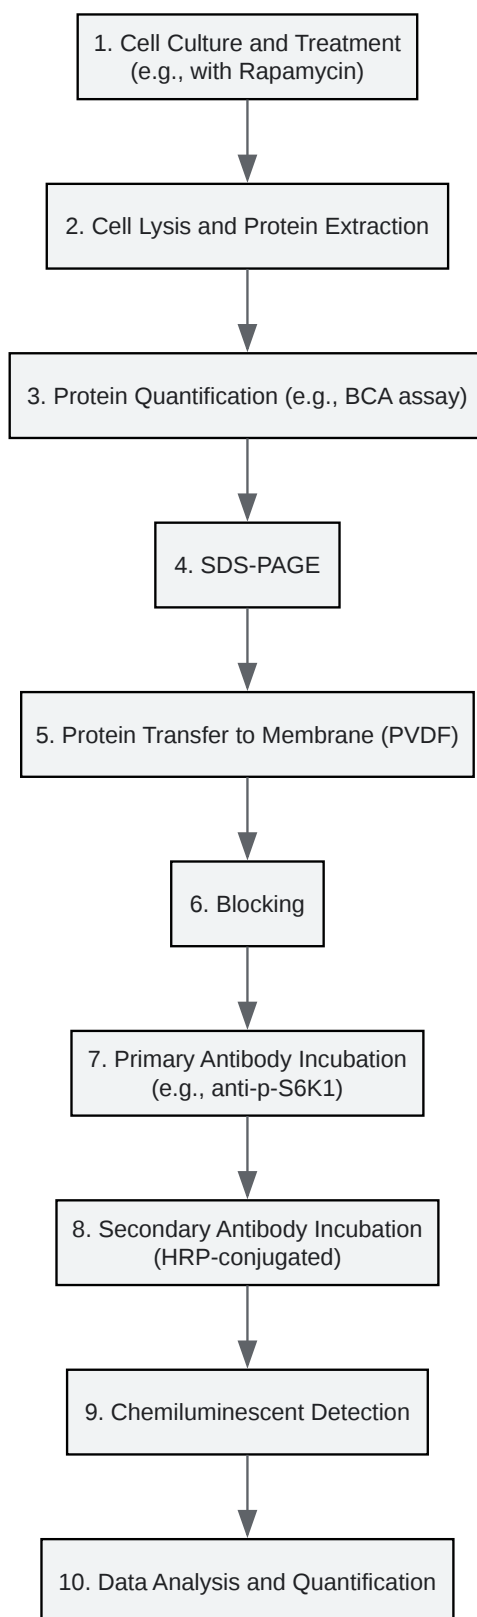 1. Cell Culture and Treatment
(e.g., with Rapamycin)
2. Cell Lysis and Protein Extraction
3. Protein Quantification (e.g., BCA assay)
4. SDS-PAGE
5. Protein Transfer to Membrane (PVDF)
6. Blocking
7. Primary Antibody Incubation
(e.g., anti-p-S6K1)
8. Secondary Antibody Incubation
(HRP-conjugated)
9. Chemiluminescent Detection
10. Data Analysis and Quantification